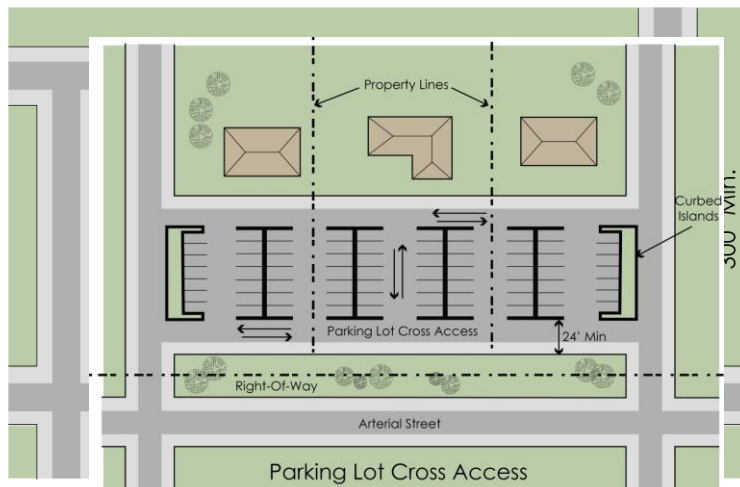 Property Lines
Curbed
Islands
300' Min.
Parking Lot Cross Access
24' Min
Right-Of-Way
Arterial Street
Parking Lot Cross Access